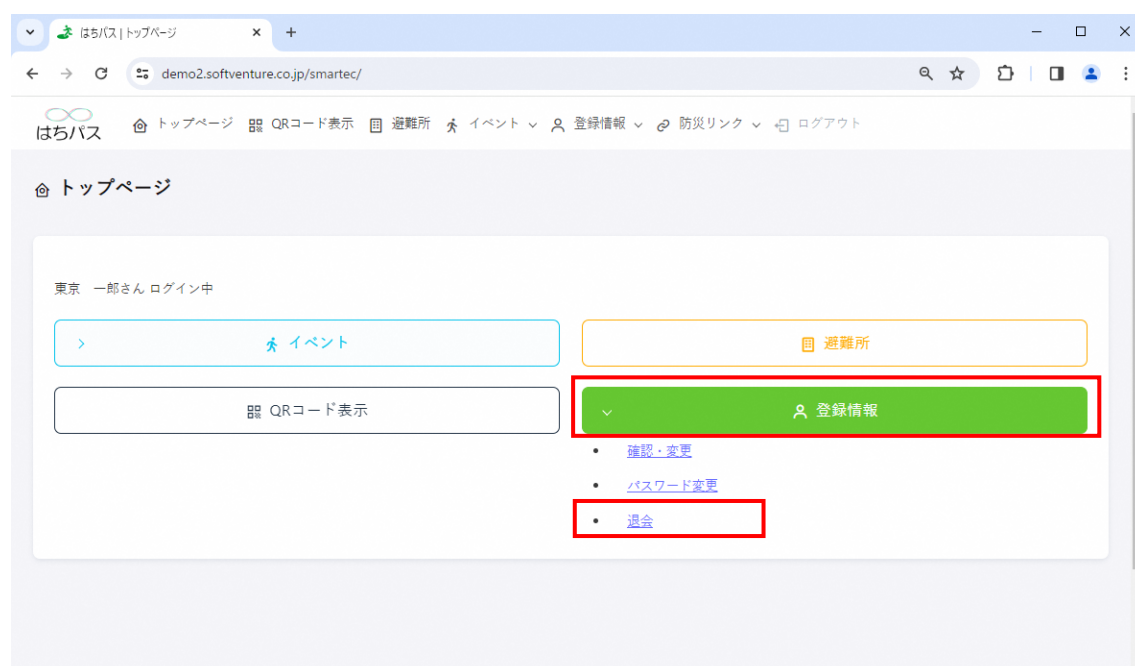 はちパス | トップページ
demo2.softventure.co.jp/smartec/
はちパス トップページ QRコード表示 避難所 イベント 登録情報 防災リンク ログアウト
トップページ
東京 一郎さん ログイン中
イベント 避難所
QRコード表示 登録情報
• 確認・変更
• パスワード変更
• 退会